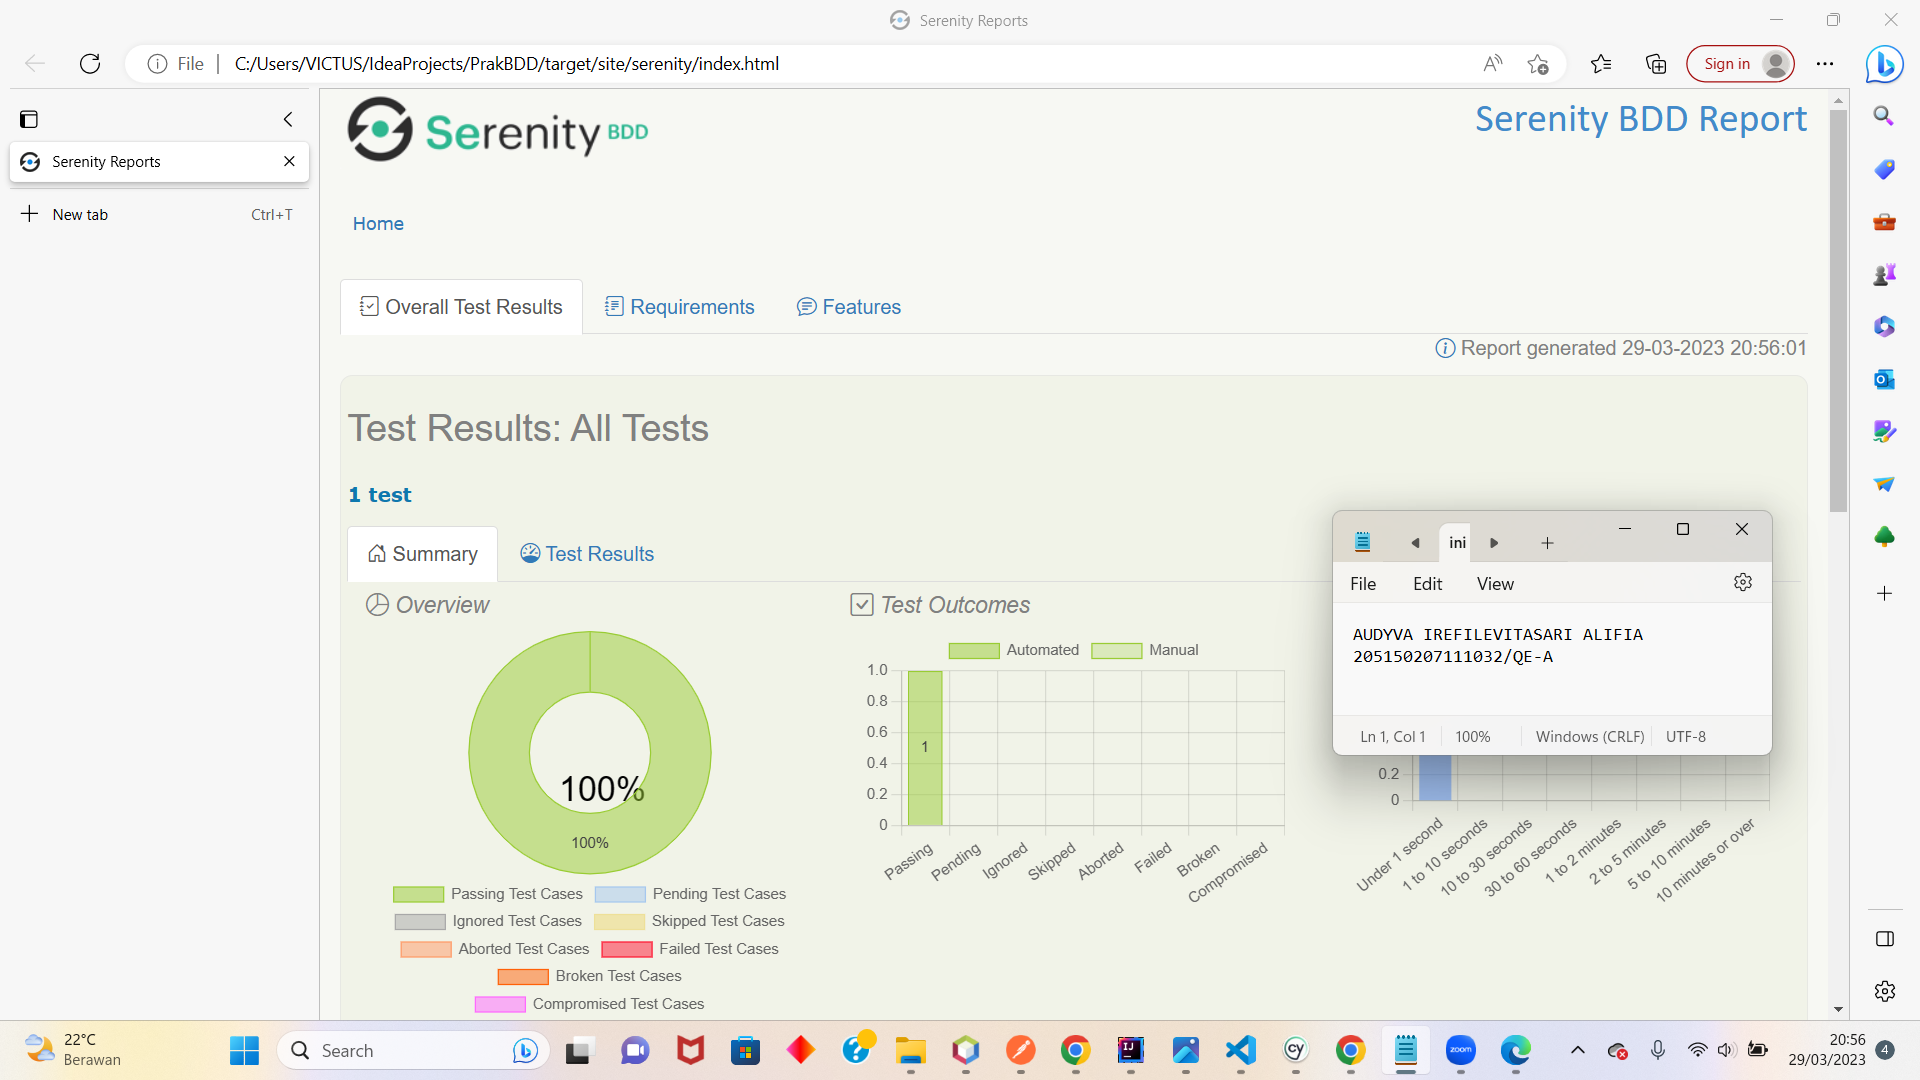 Serenity Reports
File
C:/Users/VICTUS/IdeaProjects/PrakBDD/target/site/serenity/index.html
Sign in
Serenity Reports
New tab
Ctrl+T
Serenity BDD
Serenity BDD Report
Home
Overall Test Results
Requirements
Features
Report generated 29-03-2023 20:56:01
Test Results: All Tests
1 test
Summary
Test Results
Overview
100%
100%
Passing Test Cases
Pending Test Cases
Ignored Test Cases
Skipped Test Cases
Aborted Test Cases
Failed Test Cases
Broken Test Cases
Compromised Test Cases
Test Outcomes
Automated
Manual
1.0
0.8
0.6
0.4
0.2
0
1
Passing
Pending
Ignored
Skipped
Aborted
Failed
Broken
Compromised
ini
File
Edit
View
AUDYVA IREFILEVITASARI ALIFIA
205150207111032/QE-A
Ln 1, Col 1
100%
Windows (CRLF)
UTF-8
0.2
0
Under 1 second
1 to 10 seconds
10 to 30 seconds
30 to 60 seconds
1 to 2 minutes
2 to 5 minutes
5 to 10 minutes
10 minutes or over
22°C
Berawan
Search
IJ
CY
zoom
20:56
29/03/2023
4